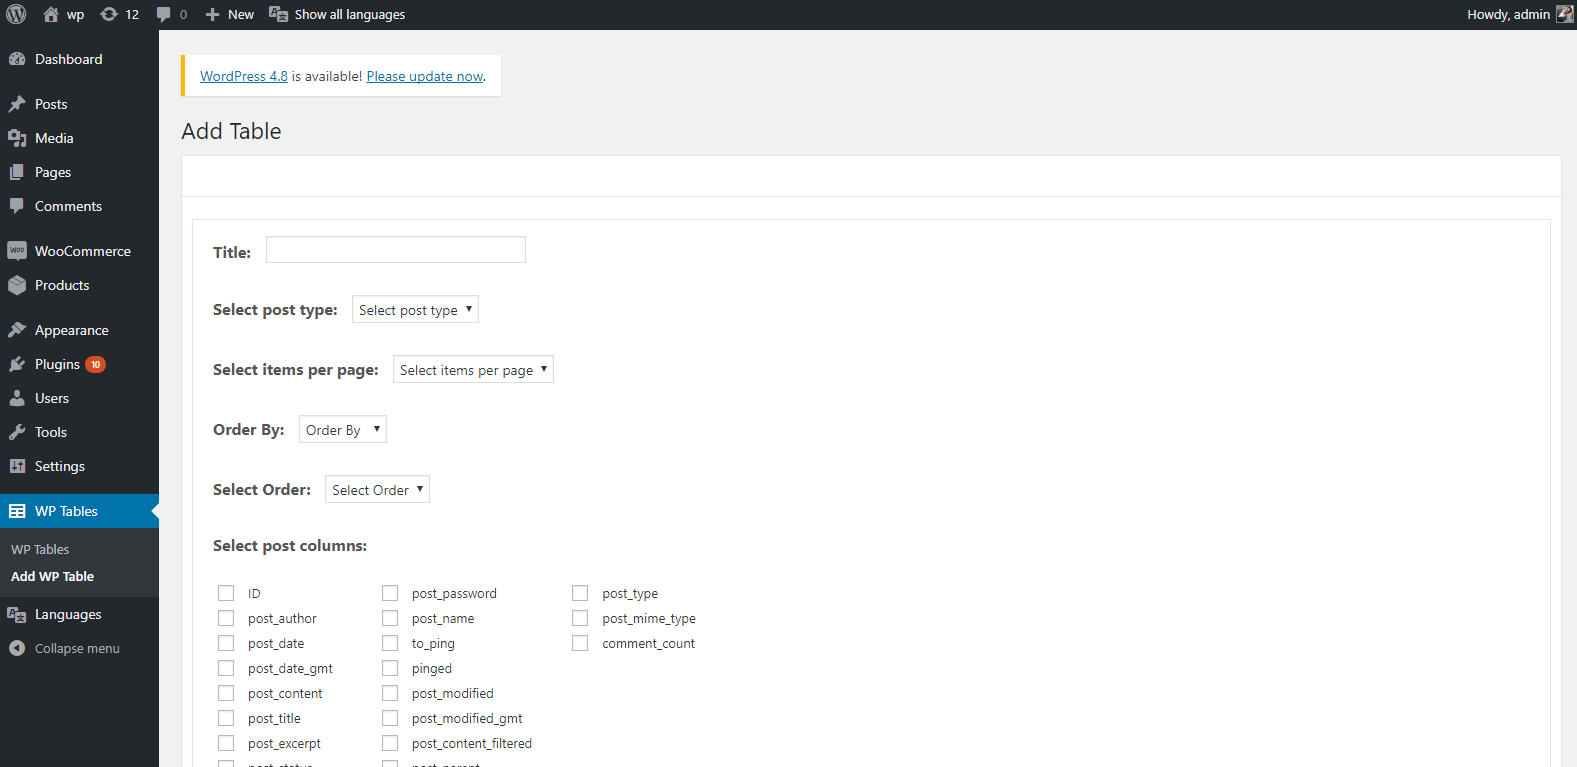 wp 12 0 New Show all languages Howdy, admin
Dashboard
Posts
Media
Pages
Comments
WooCommerce
Products
Appearance
Plugins 10
Users
Tools
Settings
WP Tables
WP Tables
Add WP Table
Languages
Collapse menu
WordPress 4.8 is available! Please update now.
Add Table
Title:
Select post type: Select post type
Select items per page: Select items per page
Order By: Order By
Select Order: Select Order
Select post columns:
ID post_password post_type
post_author post_name post_mime_type
post_date to_ping comment_count
post_date_gmt pinged
post_content post_modified
post_title post_modified_gmt
post_excerpt post_content_filtered
post_status post_parent